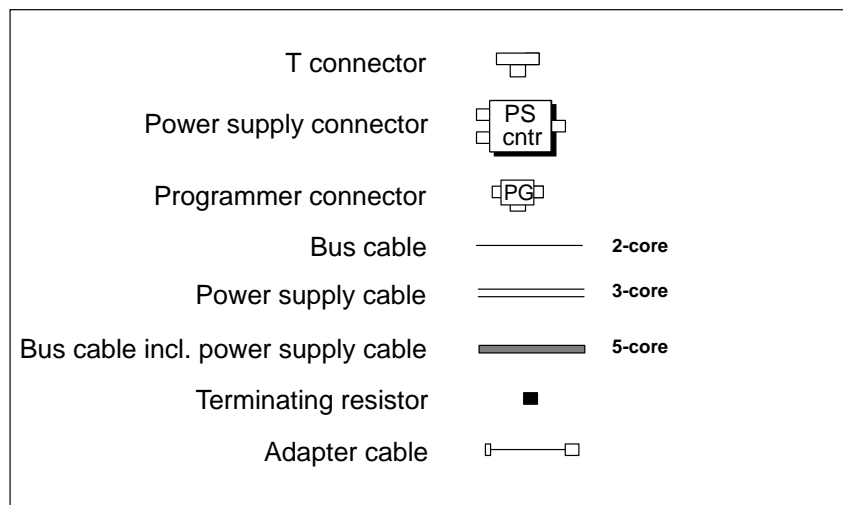 T connector
Power supply connector
PS
cntr
Programmer connector
PG
Bus cable
2-core
Power supply cable
3-core
Bus cable incl. power supply cable
5-core
Terminating resistor
Adapter cable